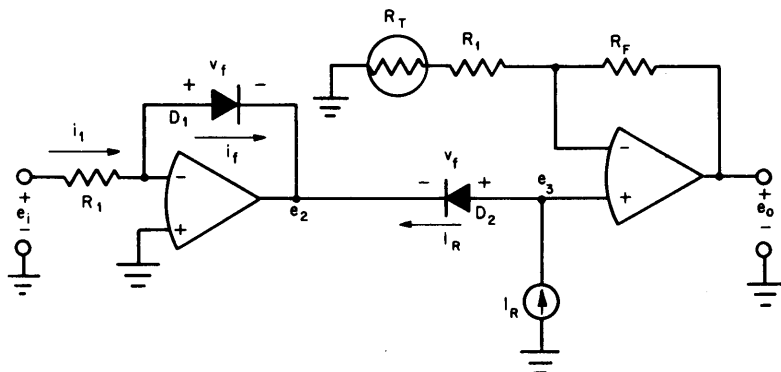 R_T
R_1
R_F
v_f
+ −
D_1
i_1
i_f
− +
+
e_i
−
R_1
e_2
v_f
− +
D_2
I_R
e_3
I_R
− +
+
e_o
−